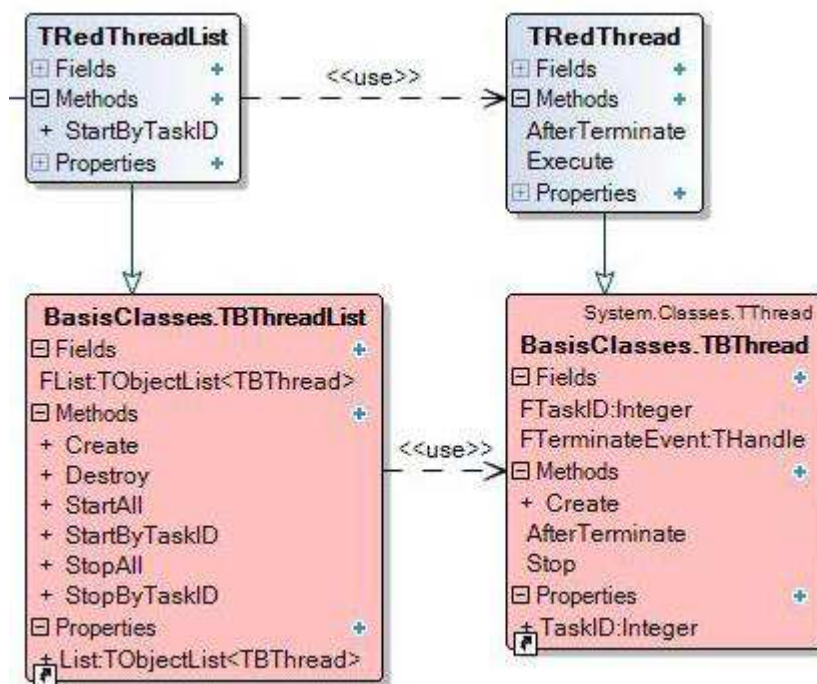 TRedThreadList
Fields
Methods
+ StartByTaskID
Properties
<<use>>
TRedThread
Fields
Methods
AfterTerminate
Execute
Properties
BasisClasses.TBThreadList
Fields
FList:TObjectList<TBThread>
Methods
+ Create
+ Destroy
+ StartAll
+ StartByTaskID
+ StopAll
+ StopByTaskID
Properties
+List:TObjectList<TBThread>
<<use>>
System.Classes.TThread
BasisClasses.TBThread
Fields
FTaskID:Integer
FTerminateEvent:THandle
Methods
+ Create
AfterTerminate
Stop
Properties
+ TaskID:Integer